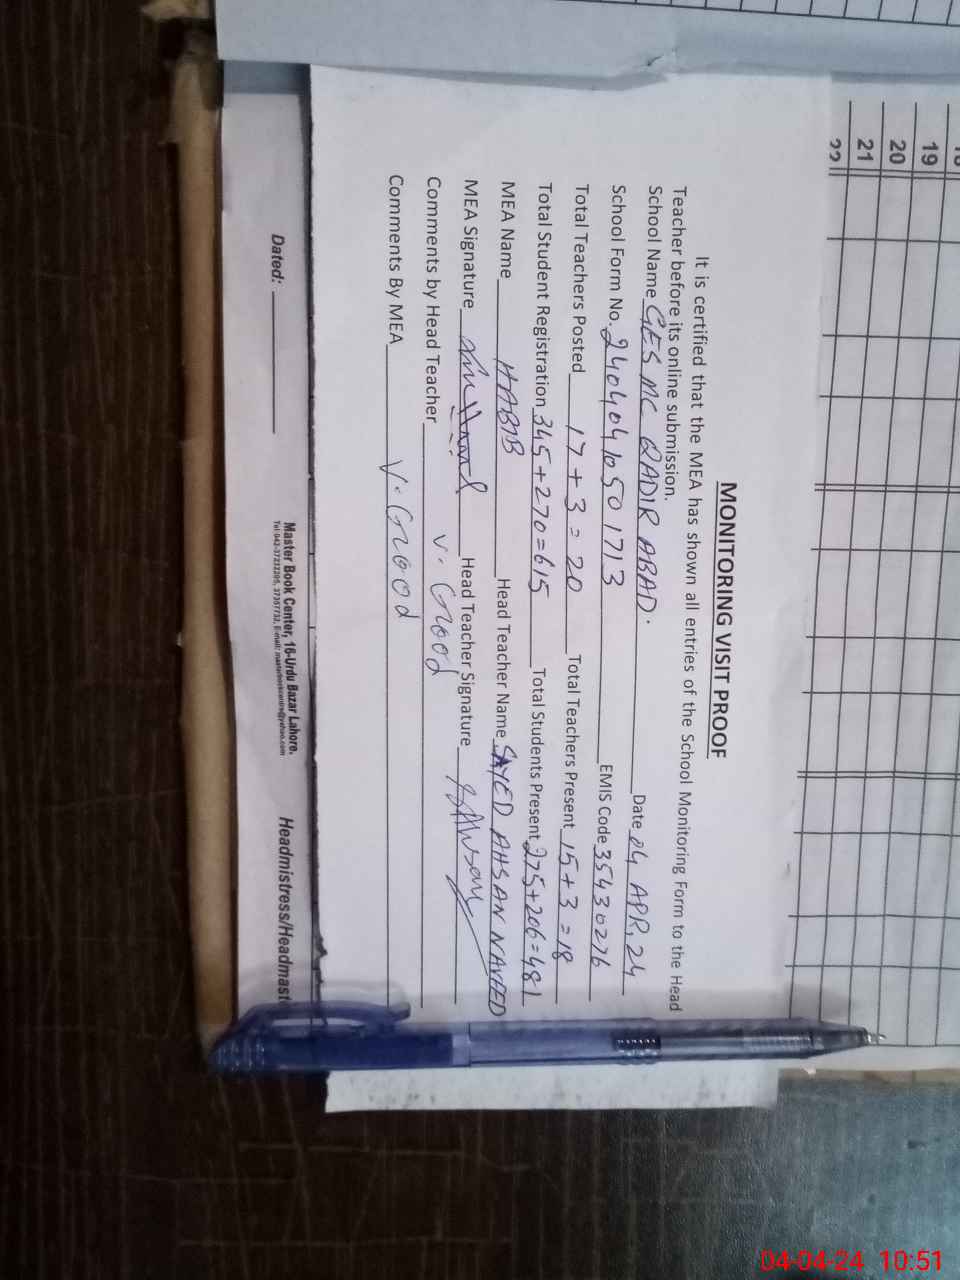 18
19
20
21
22
MONITORING VISIT PROOF
It is certified that the MEA has shown all entries of the School Monitoring Form to the Head
Teacher before its online submission.
School Name GES MC QADIR ABAD. Date 04 APR, 24
School Form No. 240404050 1713 EMIS Code 35430276
Total Teachers Posted 17 + 3 = 20 Total Teachers Present 15+3 = 18
Total Student Registration 345+270=615 Total Students Present 275+206=481
MEA Name HABIB Head Teacher Name SAYED AHSAN NAVEED
MEA Signature Head Teacher Signature
Comments by Head Teacher V. Good
Comments By MEA V. Good
Dated:
Master Book Center, 16-Urdu Bazar Lahore.
Headmistress/Headmast
04-04-24 10:51